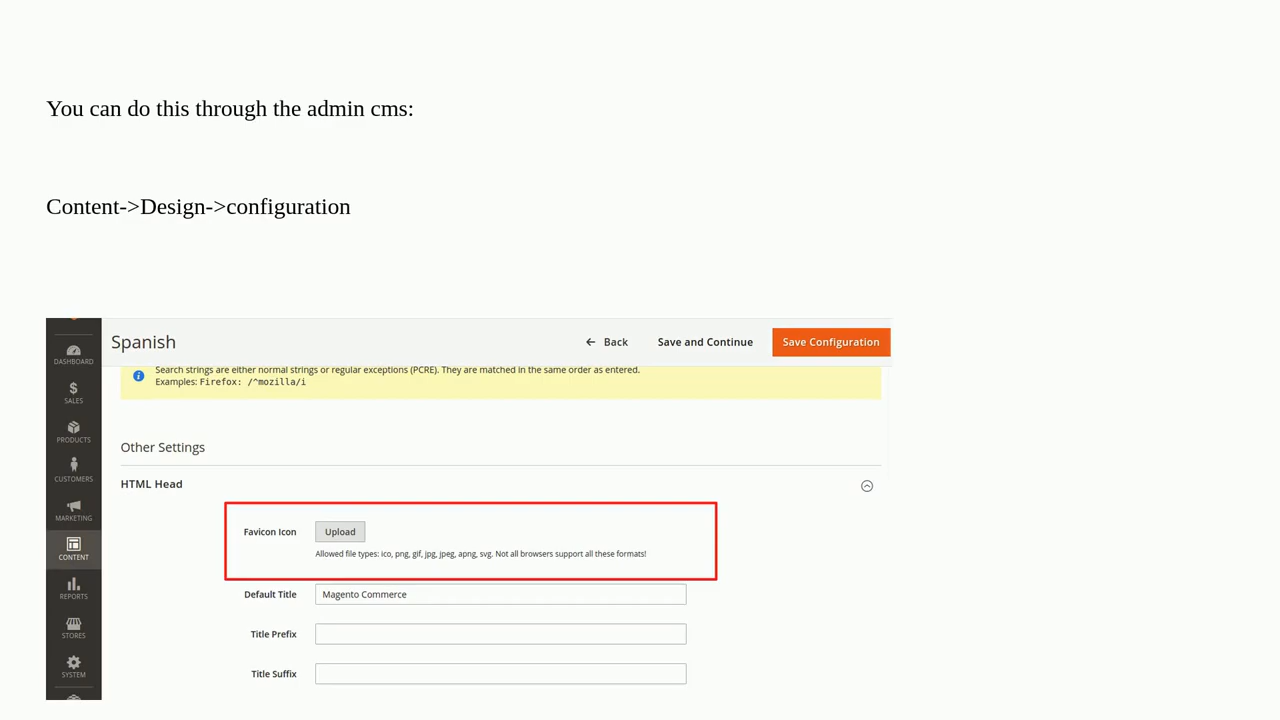 You can do this through the admin cms:
Content->Design->configuration
Spanish
Back
Save and Continue
Save Configuration
DASHBOARD
SALES
PRODUCTS
CUSTOMERS
MARKETING
CONTENT
REPORTS
STORES
SYSTEM
Search strings are either normal strings or regular exceptions (PCRE). They are matched in the same order as entered.
Examples: Firefox: /^mozilla/i
Other Settings
HTML Head
Favicon Icon
Upload
Allowed file types: ico, png, gif, jpg, jpeg, apng, svg. Not all browsers support all these formats!
Default Title
Magento Commerce
Title Prefix
Title Suffix